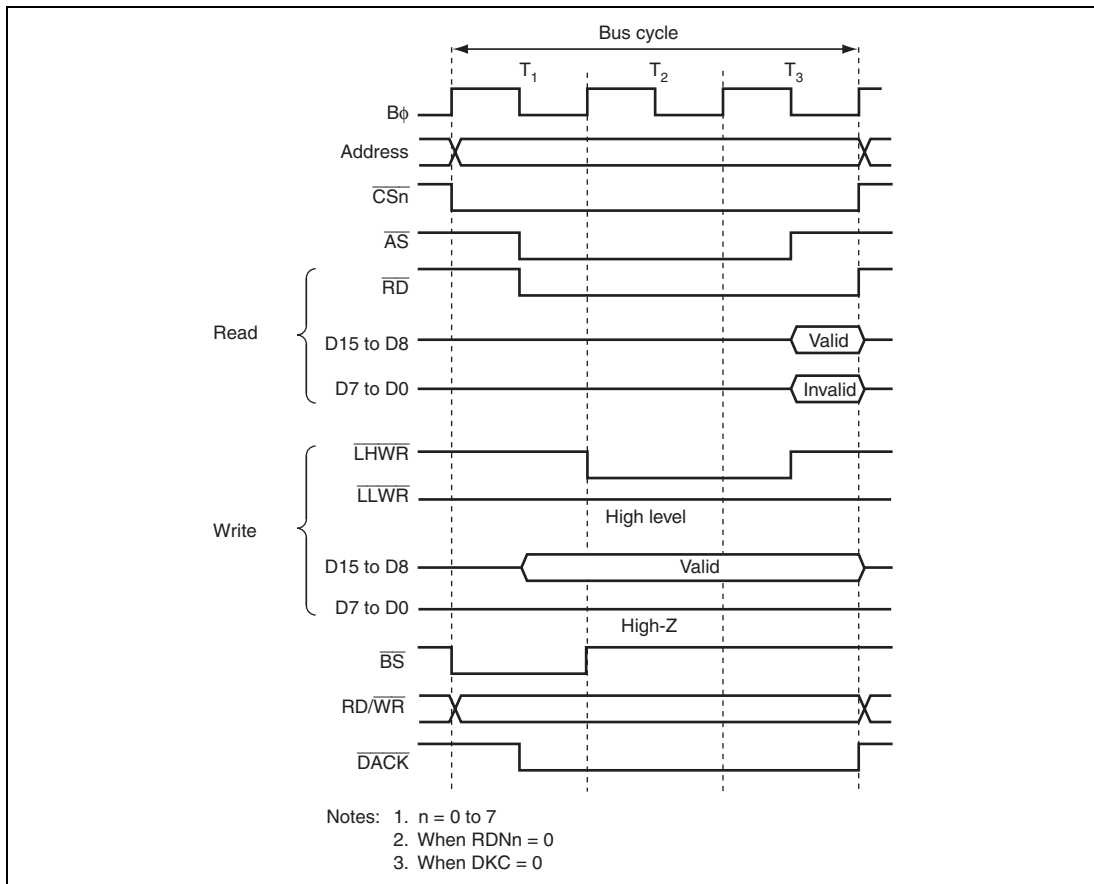 Bus cycle
T1 T2 T3
Bφ
Address
CSn
AS
RD
Read
D15 to D8 Valid
D7 to D0 Invalid
LHWR
LLWR
High level
Write
D15 to D8 Valid
D7 to D0
High-Z
BS
RD/WR
DACK
Notes: 1. n = 0 to 7
2. When RDNn = 0
3. When DKC = 0